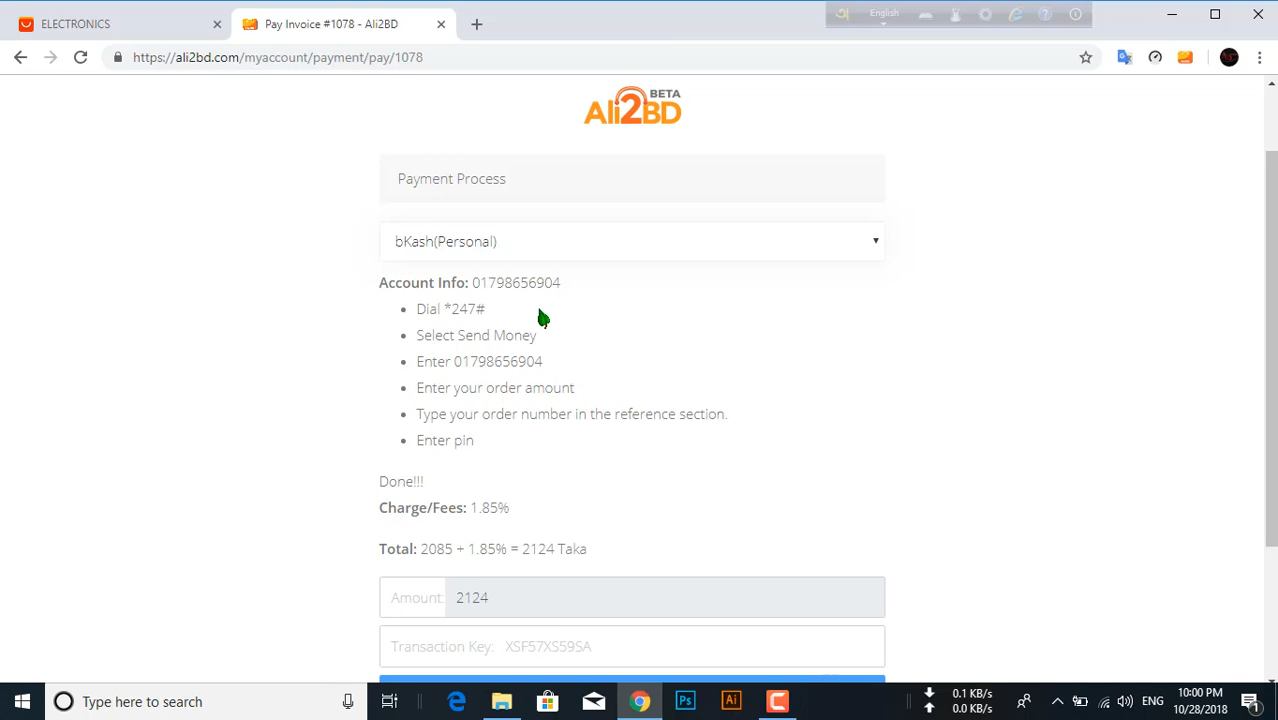 ELECTRONICS
Pay Invoice #1078 - Ali2BD
English
https://ali2bd.com/myaccount/payment/pay/1078
BETA
Ali2BD
Payment Process
bKash(Personal)
Account Info: 01798656904
• Dial *247#
• Select Send Money
• Enter 01798656904
• Enter your order amount
• Type your order number in the reference section.
• Enter pin
Done!!!
Charge/Fees: 1.85%
Total: 2085 + 1.85% = 2124 Taka
Amount: 2124
Transaction Key: XSF57XS59SA
Type here to search
Ps
Ai
0.1 KB/s
0.0 KB/s
ENG
10:00 PM
10/28/2018
1